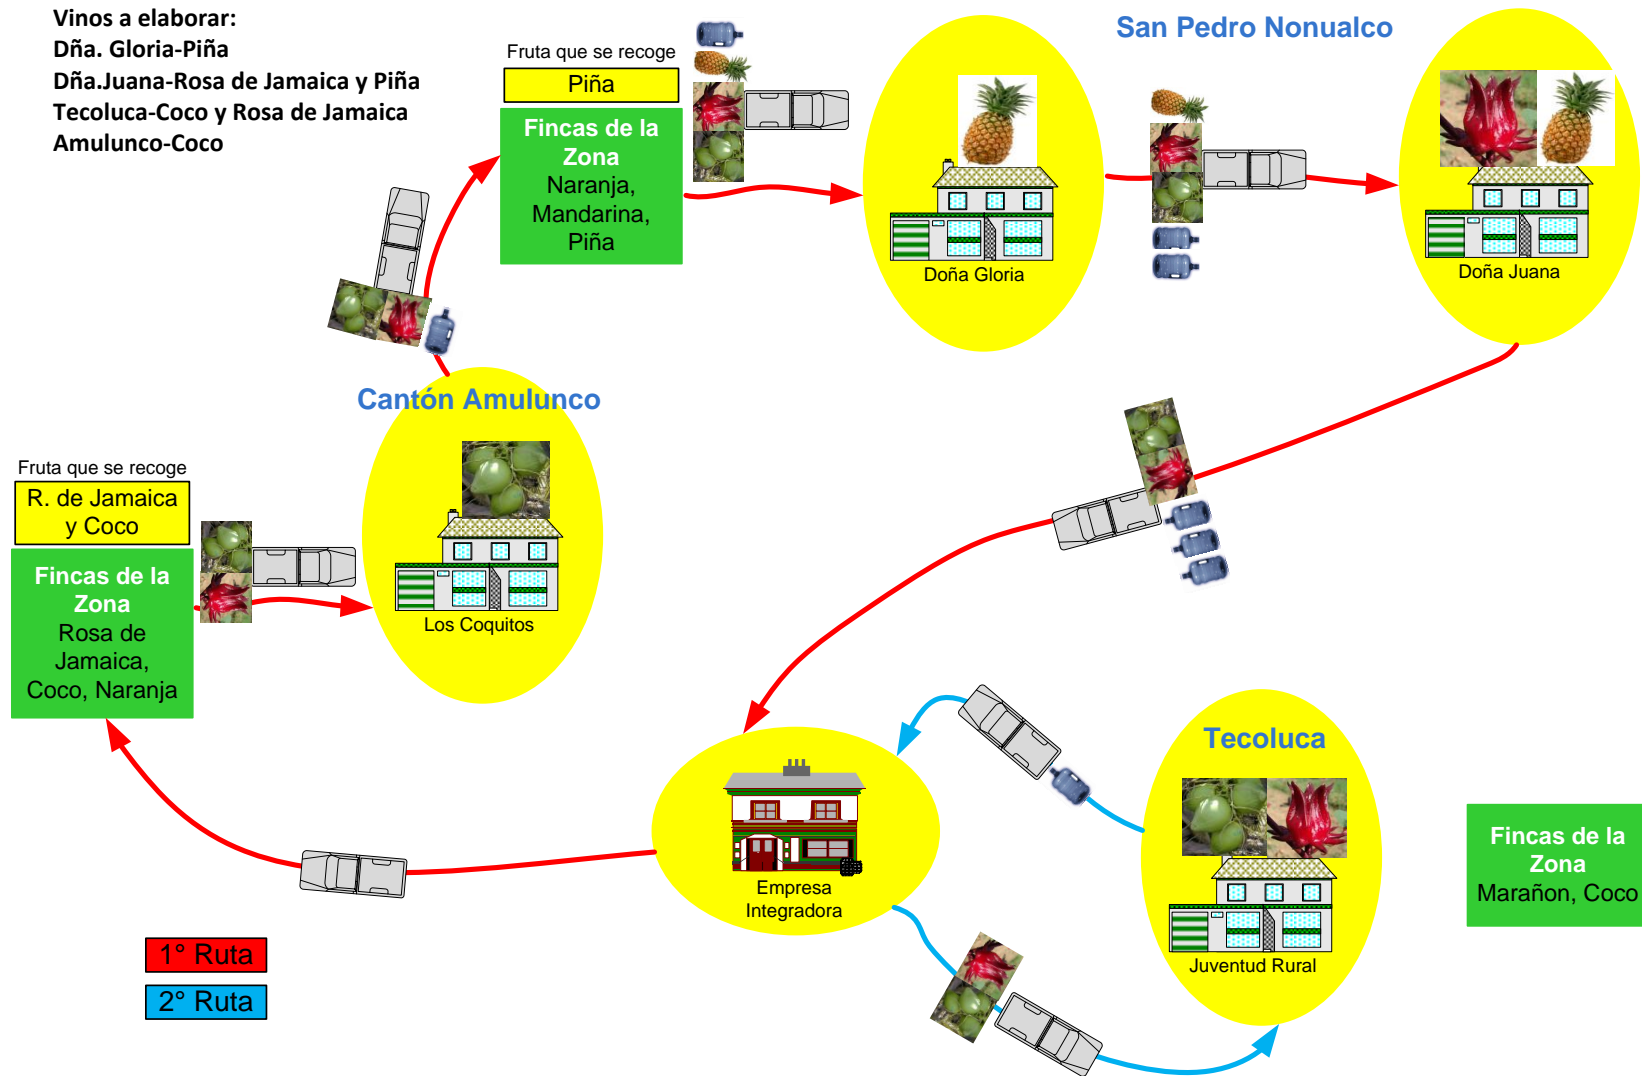 Vinos a elaborar:
Dña. Gloria-Piña
Dña.Juana-Rosa de Jamaica y Piña
Tecoluca-Coco y Rosa de Jamaica
Amulunco-Coco
Fruta que se recoge
Piña
Fincas de la
Zona
Naranja,
Mandarina,
Piña
San Pedro Nonualco
Doña Gloria
Doña Juana
Cantón Amulunco
Los Coquitos
Fruta que se recoge
R. de Jamaica
y Coco
Fincas de la
Zona
Rosa de
Jamaica,
Coco, Naranja
Empresa
Integradora
Tecoluca
Juventud Rural
Fincas de la
Zona
Marañon, Coco
1° Ruta
2° Ruta